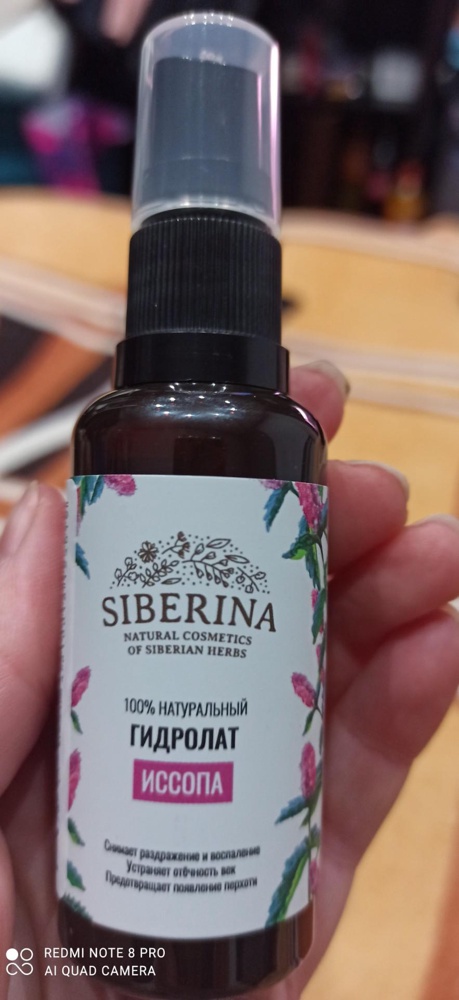 SIBERINA
NATURAL COSMETICS
OF SIBERIAN HERBS
100% НАТУРАЛЬНЫЙ
ГИДРОЛАТ
ИССОПА
Снимает раздражение и воспаление
Устраняет отёчность век
Предотвращает появление перхоти
REDMI NOTE 8 PRO
AI QUAD CAMERA